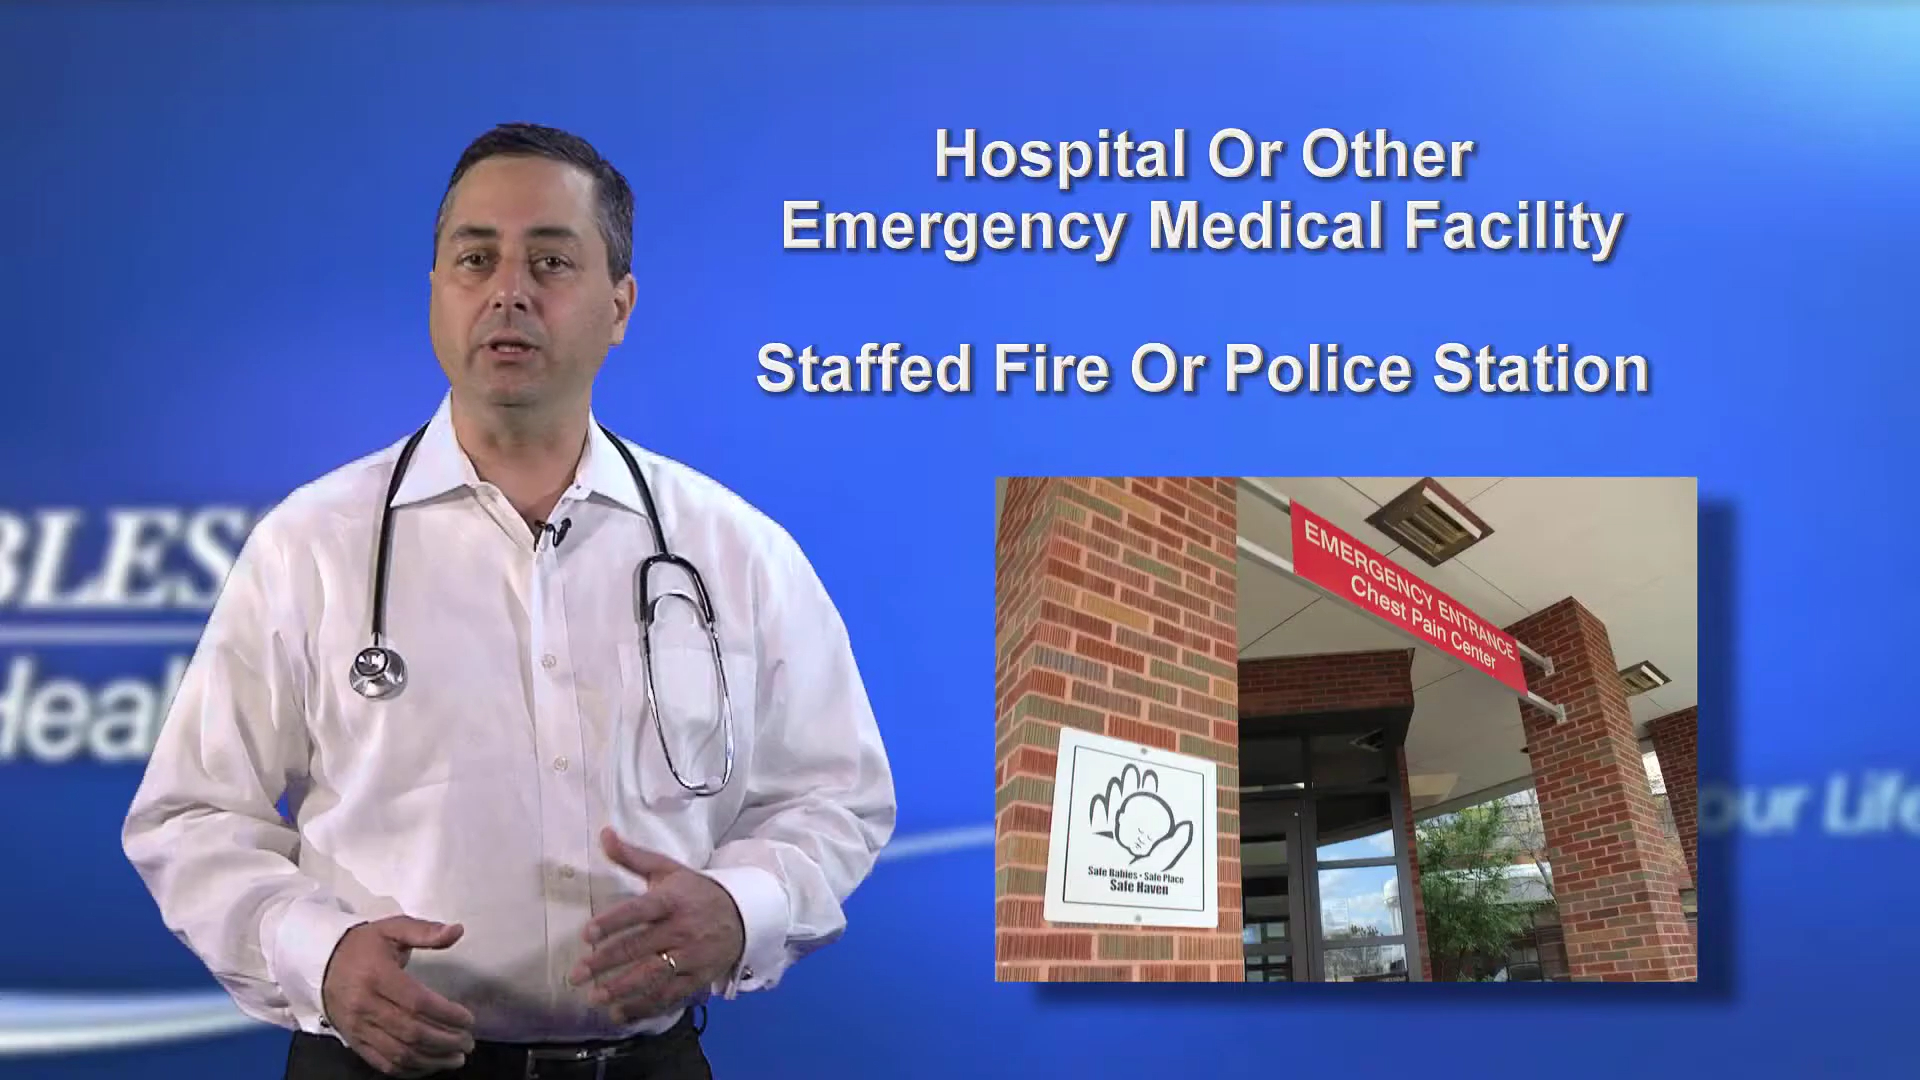 Hospital Or Other
Emergency Medical Facility
Staffed Fire Or Police Station
EMERGENCY ENTRANCE
Chest Pain Center
Safe Babies • Safe Place
Safe Haven